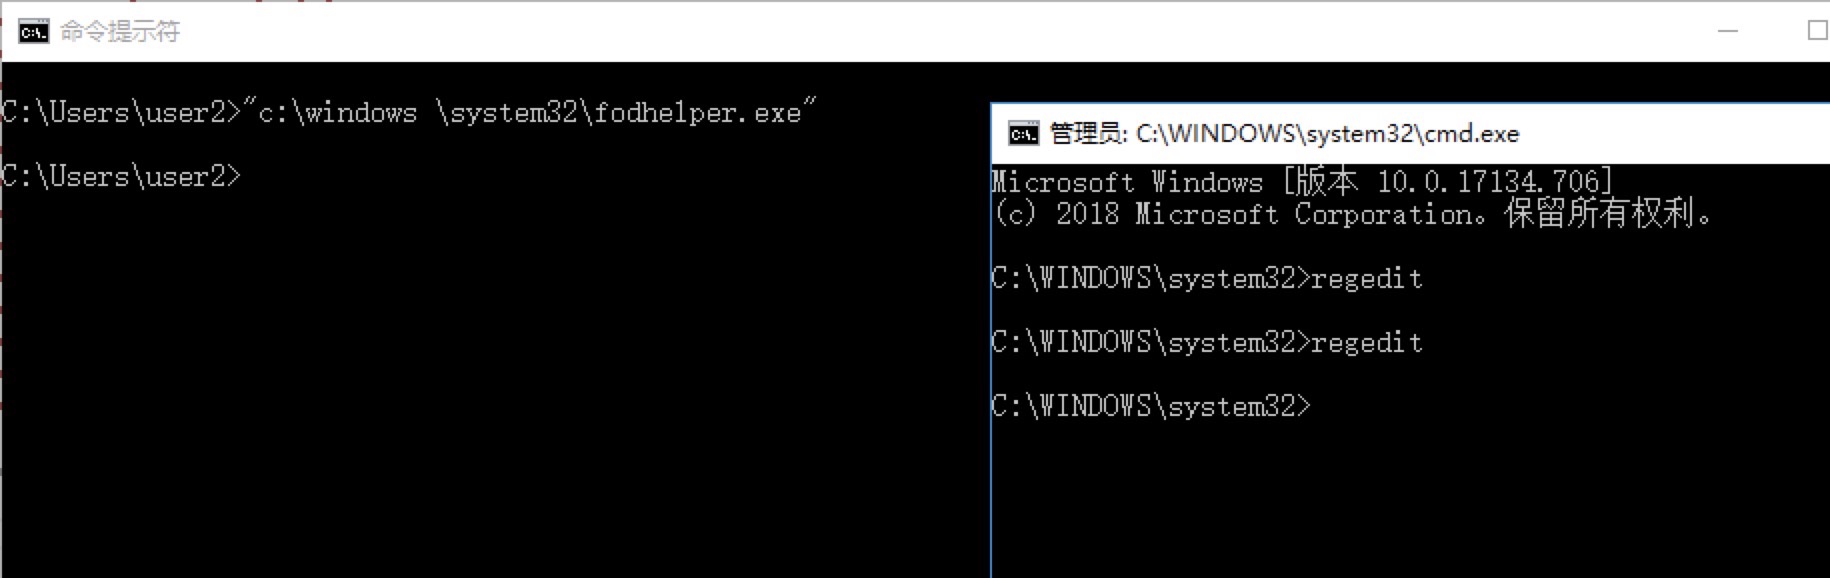 命令提示符
C:\Users\user2>"c:\windows \system32\fodhelper.exe"
C:\Users\user2>
管理员: C:\WINDOWS\system32\cmd.exe
Microsoft Windows [版本 10.0.17134.706]
(c) 2018 Microsoft Corporation。保留所有权利。
C:\WINDOWS\system32>regedit
C:\WINDOWS\system32>regedit
C:\WINDOWS\system32>